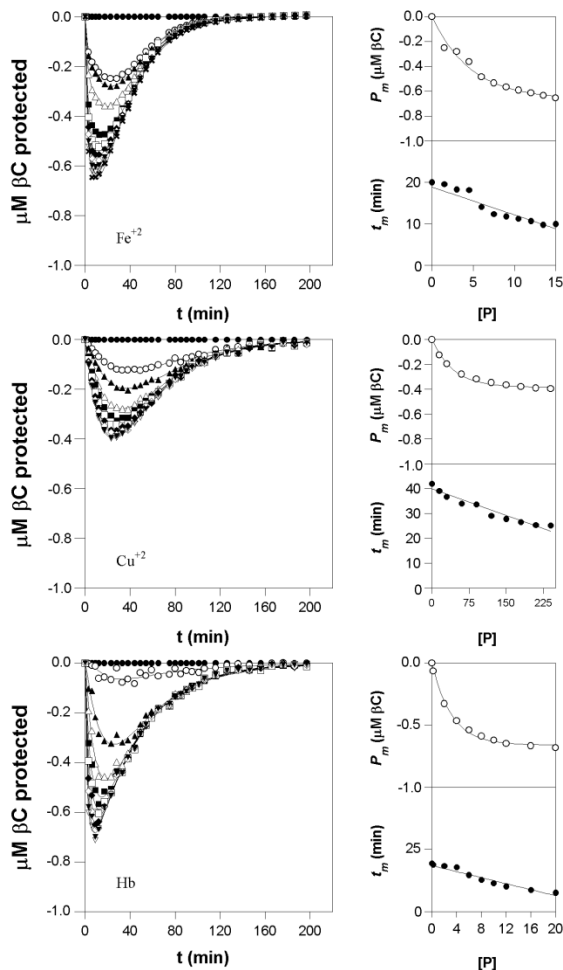 0.0
-0.2
-0.4
-0.6
-0.8
-1.0
μM βC protected
Fe+2
0 40 80 120 160 200
t (min)
0.0
-0.2
-0.4
-0.6
-0.8
-1.0
Pm (μM βC)
20
10
0
tm (min)
0 5 10 15
[P]
0.0
-0.2
-0.4
-0.6
-0.8
-1.0
μM βC protected
Cu+2
0 40 80 120 160 200
t (min)
0.0
-0.2
-0.4
-0.6
-0.8
-1.0
Pm (μM βC)
40
30
20
10
0
tm (min)
0 75 150 225
[P]
0.0
-0.2
-0.4
-0.6
-0.8
-1.0
μM βC protected
Hb
0 40 80 120 160 200
t (min)
0.0
-0.5
-1.0
Pm (μM βC)
25
0
tm (min)
0 4 8 12 16 20
[P]